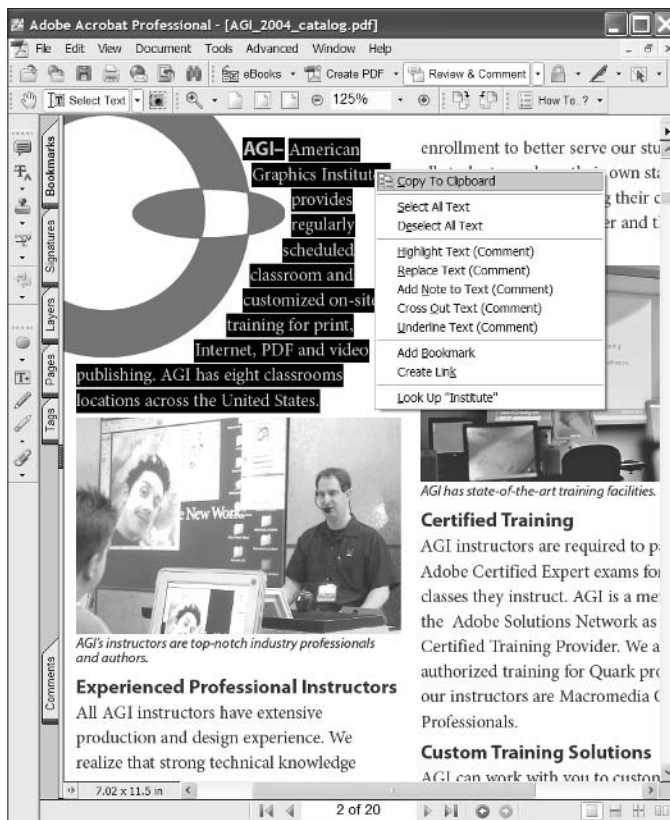 Adobe Acrobat Professional - [AGI_2004_catalog.pdf]
File Edit View Document Tools Advanced Window Help
eBooks Create PDF Review & Comment
Select Text 125% How To..?
Bookmarks
Signatures
Layers
Pages
Tags
Comments
AGI– American
Graphics Institute
provides
regularly
scheduled
classroom and
customized on-site
training for print,
Internet, PDF and video
publishing. AGI has eight classrooms
locations across the United States.
Copy To Clipboard
Select All Text
Deselect All Text
Highlight Text (Comment)
Replace Text (Comment)
Add Note to Text (Comment)
Cross Out Text (Comment)
Underline Text (Comment)
Add Bookmark
Create Link
Look Up "Institute"
e New Work
AGI's instructors are top-notch industry professionals
and authors.
Experienced Professional Instructors
All AGI instructors have extensive
production and design experience. We
realize that strong technical knowledge
enrollment to better serve our stu
own sta
g their c
er and th
AGI has state-of-the-art training facilities.
Certified Training
AGI instructors are required to p
Adobe Certified Expert exams for
classes they instruct. AGI is a me
the Adobe Solutions Network as
Certified Training Provider. We a
authorized training for Quark pro
our instructors are Macromedia C
Professionals.
Custom Training Solutions
AGI can work with you to custom
7.02 x 11.5 in
2 of 20